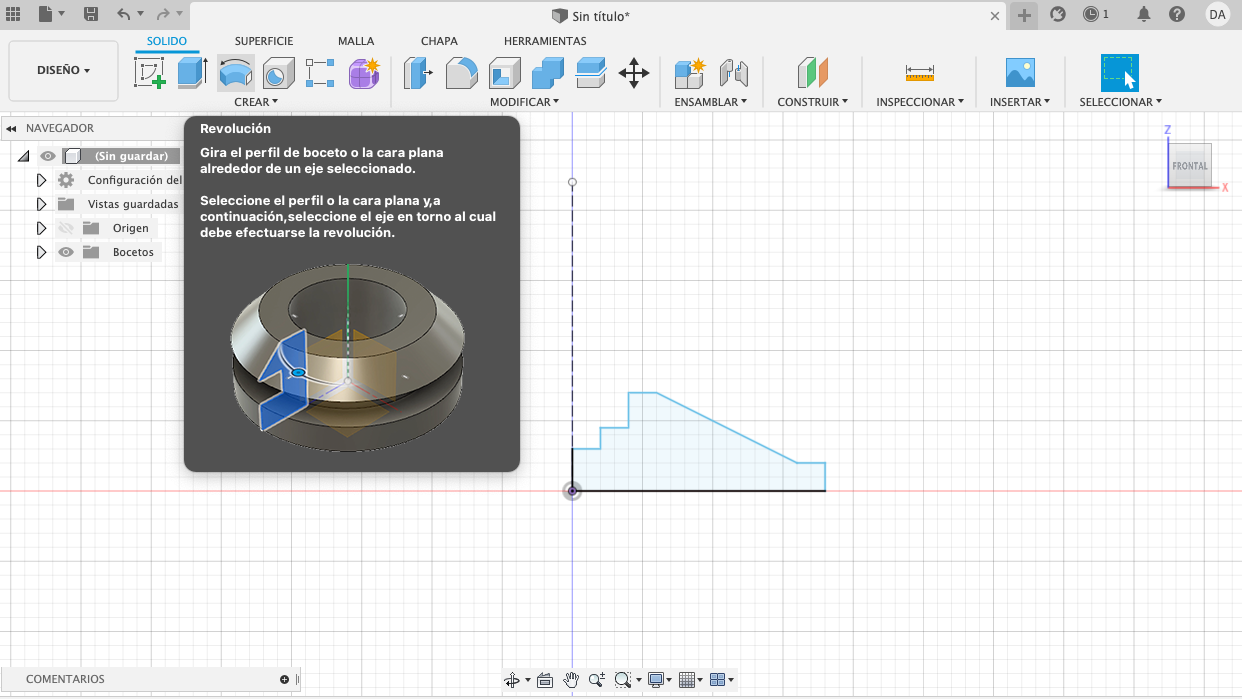 Sin título*
1
DA
DISEÑO
SOLIDO
SUPERFICIE
MALLA
CHAPA
HERRAMIENTAS
CREAR
MODIFICAR
ENSAMBLAR
CONSTRUIR
INSPECCIONAR
INSERTAR
SELECCIONAR
NAVEGADOR
(Sin guardar)
Configuración del
Vistas guardadas
Origen
Bocetos
Revolución
Gira el perfil de boceto o la cara plana
alrededor de un eje seleccionado.
Seleccione el perfil o la cara plana y,a
continuación,seleccione el eje en torno al cual
debe efectuarse la revolución.
Z
FRONTAL
X
COMENTARIOS